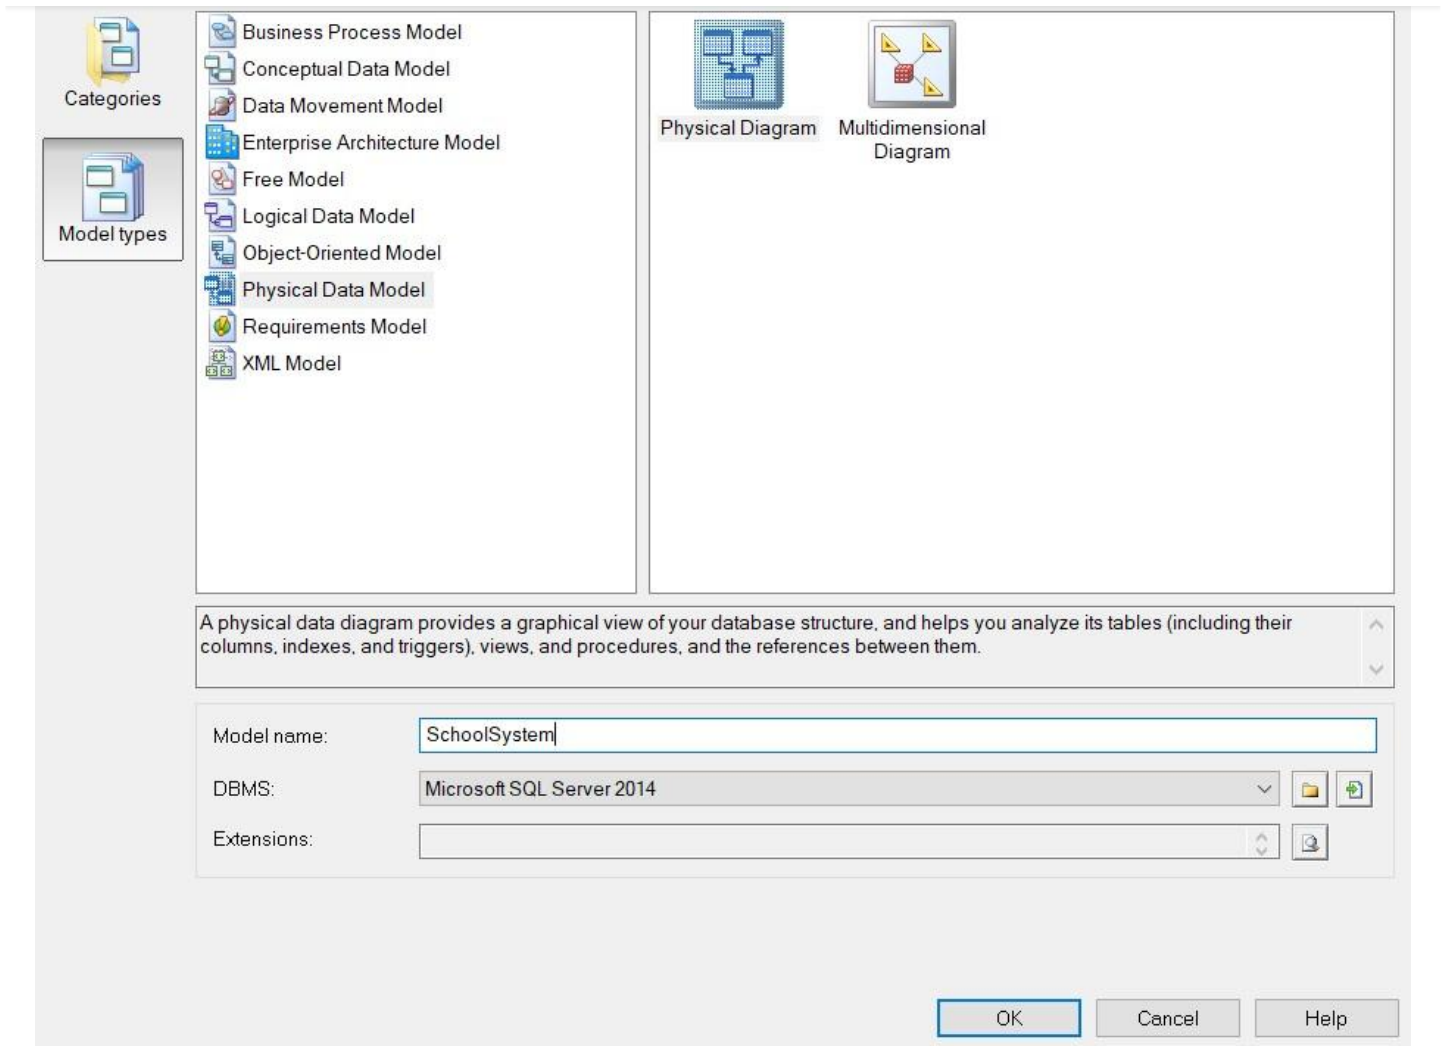 Categories
Model types
Business Process Model
Conceptual Data Model
Data Movement Model
Enterprise Architecture Model
Free Model
Logical Data Model
Object-Oriented Model
Physical Data Model
Requirements Model
XML Model
Physical Diagram
Multidimensional
Diagram
A physical data diagram provides a graphical view of your database structure, and helps you analyze its tables (including their
columns, indexes, and triggers), views, and procedures, and the references between them.
Model name:
SchoolSystem
DBMS:
Microsoft SQL Server 2014
Extensions:
OK
Cancel
Help